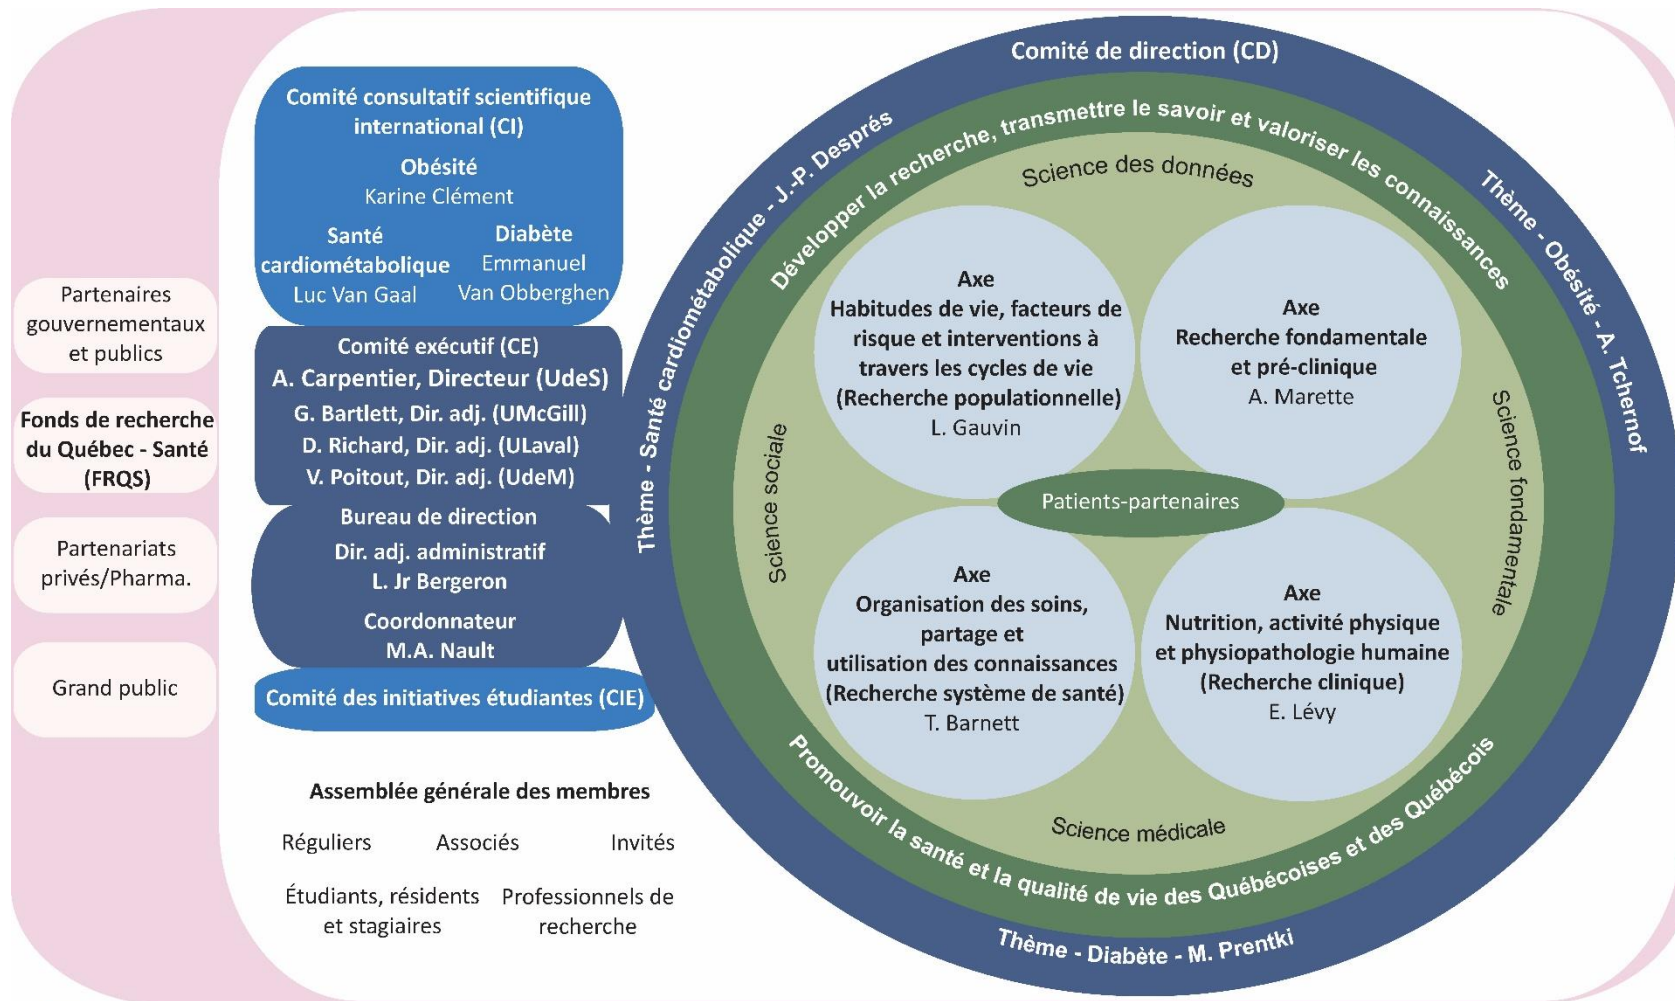 Partenaires
gouvernementaux
et publics
Fonds de recherche
du Québec - Santé
(FRQS)
Partenariats
privés/Pharma.
Grand public
Comité consultatif scientifique
international (CI)
Obésité
Karine Clément
Santé
cardiométabolique
Luc Van Gaal
Diabète
Emmanuel
Van Obberghen
Comité exécutif (CE)
A. Carpentier, Directeur (UdeS)
G. Bartlett, Dir. adj. (UMcGill)
D. Richard, Dir. adj. (ULaval)
V. Poitout, Dir. adj. (UdeM)
Bureau de direction
Dir. adj. administratif
L. Jr Bergeron
Coordonnateur
M.A. Nault
Comité des initiatives étudiantes (CIE)
Assemblée générale des membres
Réguliers
Associés
Invités
Étudiants, résidents
et stagiaires
Professionnels de
recherche
Comité de direction (CD)
Thème - Santé cardiométabolique - J.-P. Després
Thème - Obésité - A. Tchernof
Thème - Diabète - M. Prentki
Développer la recherche, transmettre le savoir et valoriser les connaissances
Promouvoir la santé et la qualité de vie des Québécoises et des Québécois
Science des données
Science sociale
Science fondamentale
Science médicale
Axe
Habitudes de vie, facteurs de
risque et interventions à
travers les cycles de vie
(Recherche populationnelle)
L. Gauvin
Axe
Recherche fondamentale
et pré-clinique
A. Marette
Patients-partenaires
Axe
Organisation des soins,
partage et
utilisation des connaissances
(Recherche système de santé)
T. Barnett
Axe
Nutrition, activité physique
et physiopathologie humaine
(Recherche clinique)
E. Lévy